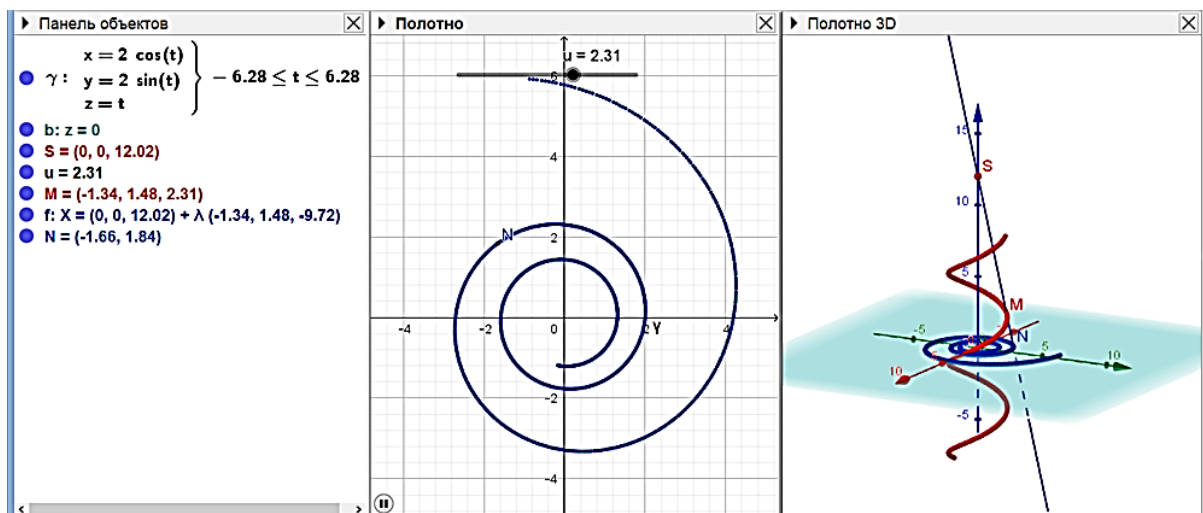 Панель объектов
γ :
x = 2 cos(t)
y = 2 sin(t)
z = t
− 6.28 ≤ t ≤ 6.28
b: z = 0
S = (0, 0, 12.02)
u = 2.31
M = (-1.34, 1.48, 2.31)
f: X = (0, 0, 12.02) + λ (-1.34, 1.48, -9.72)
N = (-1.66, 1.84)
Полотно
u = 2.31
6
4
2
N
-4
-2
0
2
Y
4
-2
-4
Полотно 3D
15
S
10
5
M
-5
N
5
5
10
10
-5